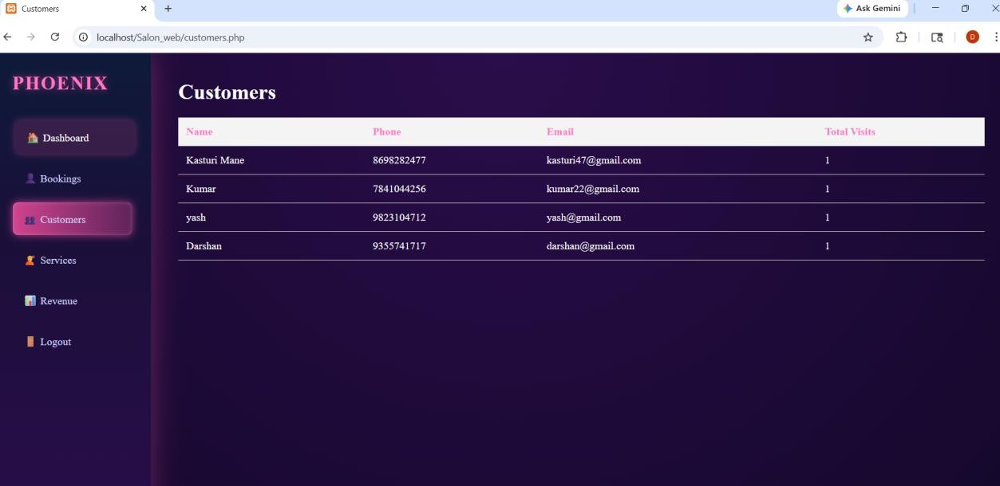 Customers
Ask Gemini
localhost/Salon_web/customers.php
D
PHOENIX
Dashboard
Bookings
Customers
Services
Revenue
Logout
Customers
Name Phone Email Total Visits
Kasturi Mane 8698282477 kasturi47@gmail.com 1
Kumar 7841044256 kumar22@gmail.com 1
yash 9823104712 yash@gmail.com 1
Darshan 9355741717 darshan@gmail.com 1